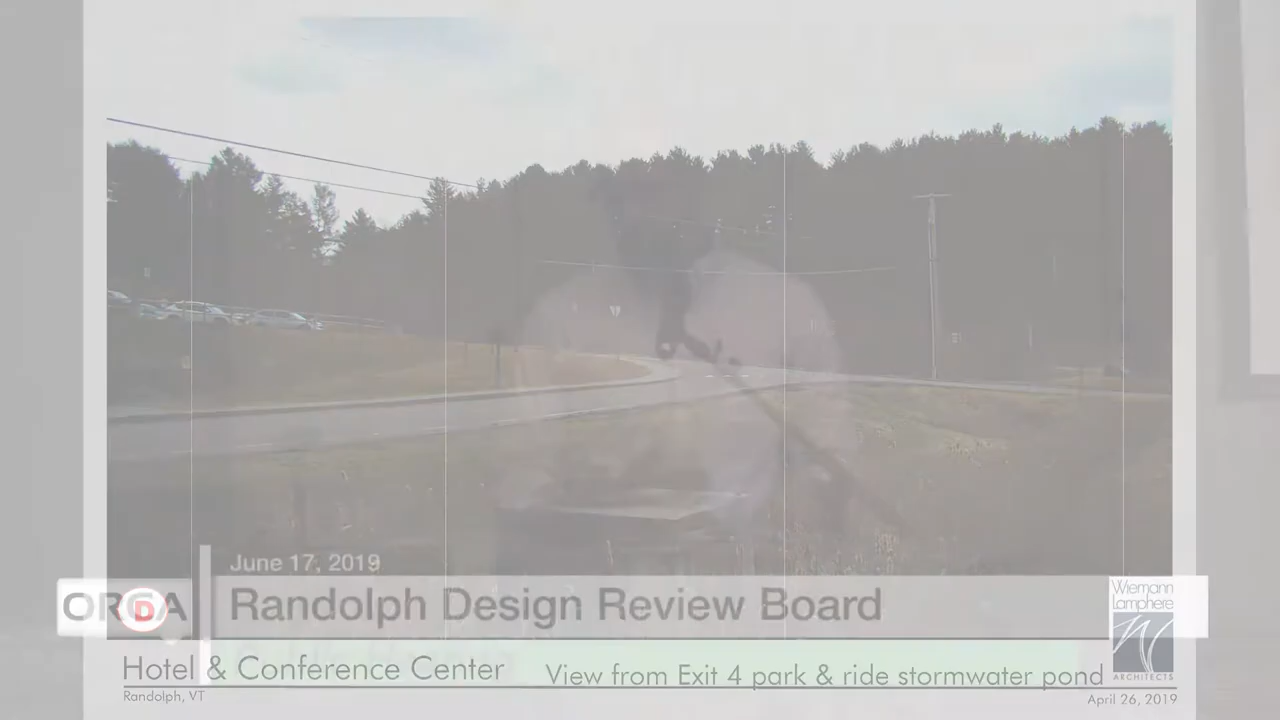 June 17, 2019
ORCA
D
Randolph Design Review Board
Wiemann
Lamphere
ARCHITECTS
Hotel & Conference Center
View from Exit 4 park & ride stormwater pond
Randolph, VT
April 26, 2019